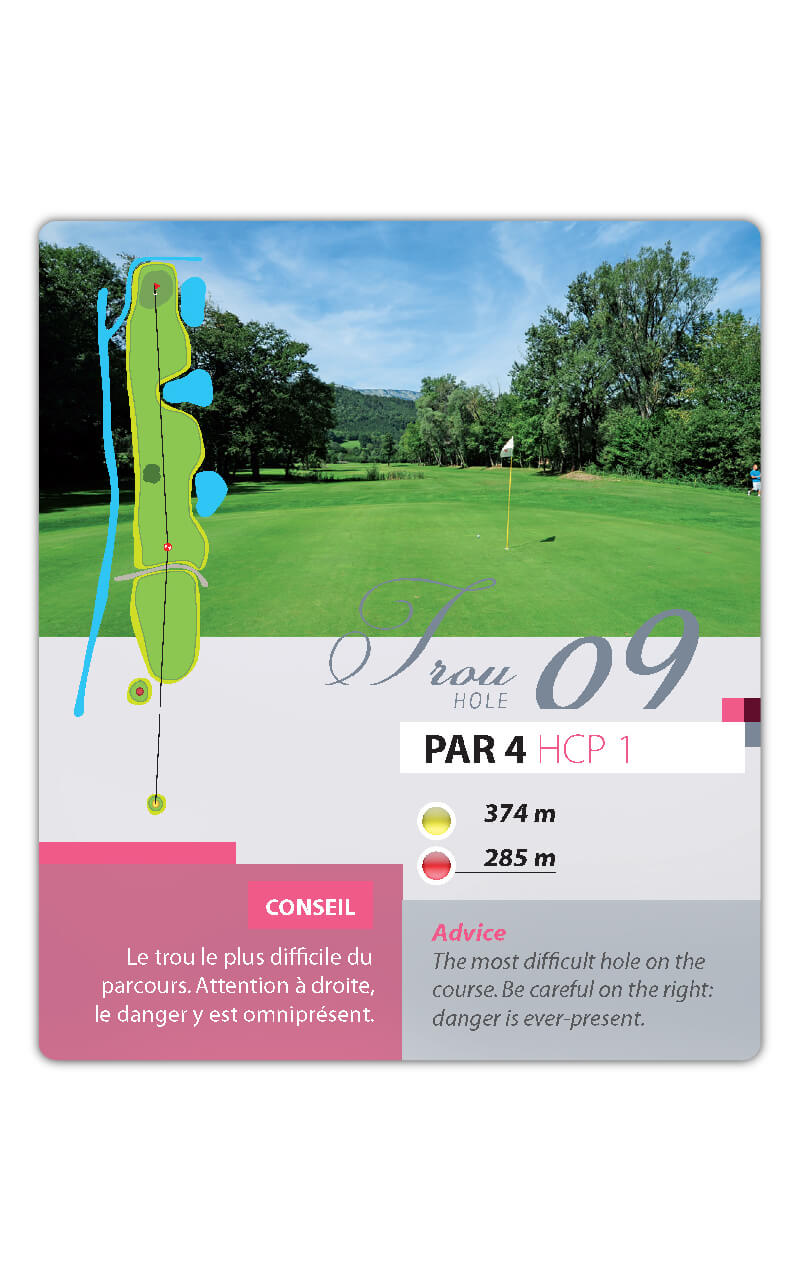 Trou 09
HOLE
PAR 4 HCP 1
374 m
285 m
CONSEIL
Le trou le plus difficile du
parcours. Attention à droite,
le danger y est omniprésent.
Advice
The most difficult hole on the
course. Be careful on the right:
danger is ever-present.